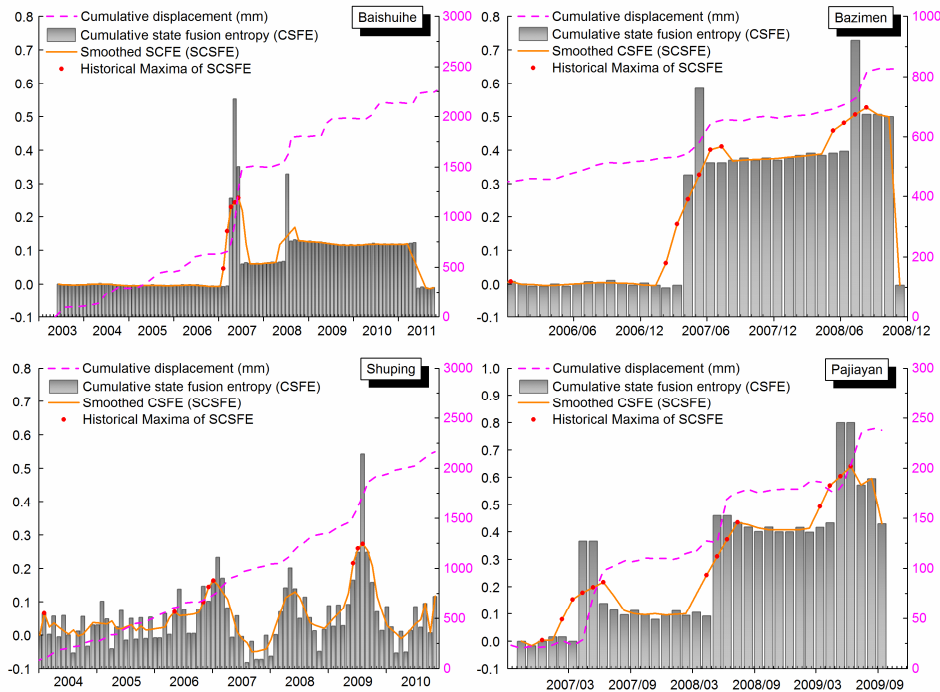 Cumulative displacement (mm)
Cumulative state fusion entropy (CSFE)
Smoothed SCFE (SCSFE)
Historical Maxima of SCSFE
Baishuihe
0.8
0.7
0.6
0.5
0.4
0.3
0.2
0.1
0.0
-0.1
3000
2500
2000
1500
1000
500
0
2003 2004 2005 2006 2007 2008 2009 2010 2011
Cumulative displacement (mm)
Cumulative state fusion entropy (CSFE)
Smoothed CSFE (SCSFE)
Historical Maxima of SCSFE
Bazimen
0.8
0.7
0.6
0.5
0.4
0.3
0.2
0.1
0.0
-0.1
1000
800
600
400
200
0
2006/06 2006/12 2007/06 2007/12 2008/06 2008/12
Cumulative displacement (mm)
Cumulative state fusion entropy (CSFE)
Smoothed CSFE (SCSFE)
Historical Maxima of SCSFE
Shuping
0.8
0.7
0.6
0.5
0.4
0.3
0.2
0.1
0.0
-0.1
3000
2500
2000
1500
1000
500
0
2004 2005 2006 2007 2008 2009 2010
Cumulative displacement (mm)
Cumulative state fusion entropy (CSFE)
Smoothed CSFE (SCSFE)
Historical Maxima of SCSFE
Pajiayan
1.0
0.9
0.8
0.7
0.6
0.5
0.4
0.3
0.2
0.1
0.0
-0.1
300
250
200
150
100
50
0
2007/03 2007/09 2008/03 2008/09 2009/03 2009/09